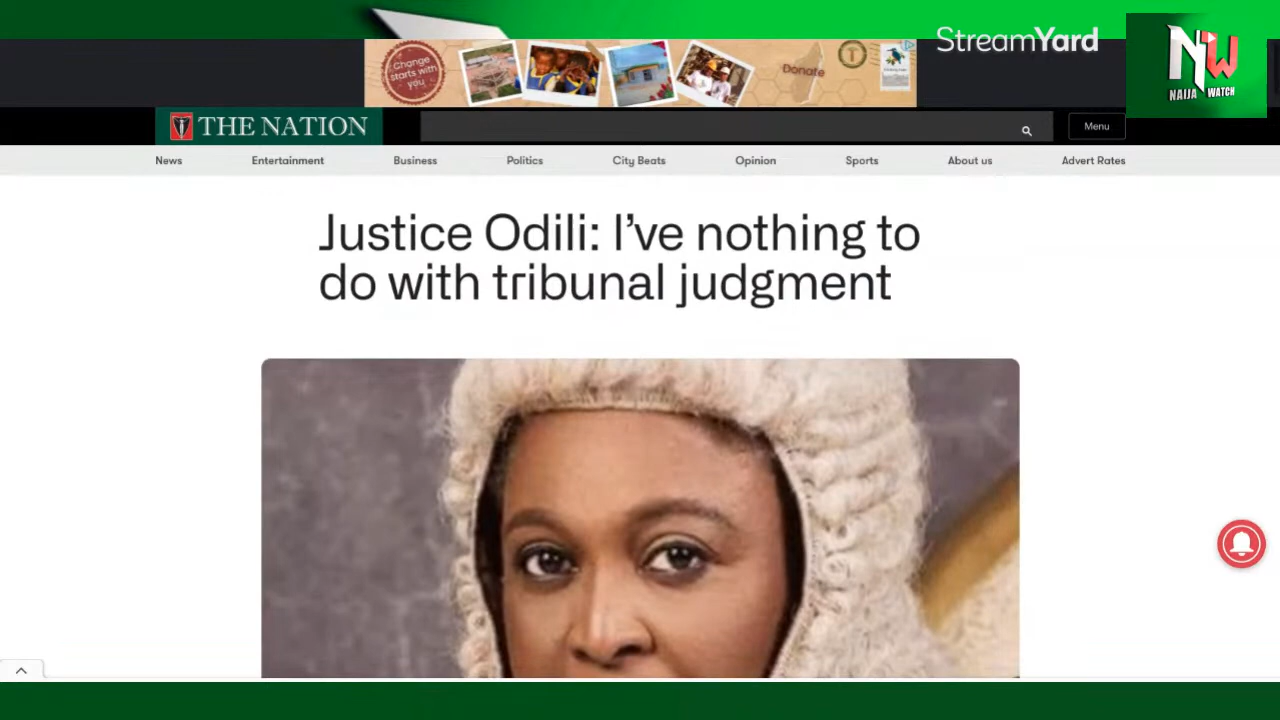 StreamYard
NW
NAIJA WATCH
Change
starts with
you
Donate
THE NATION
Menu
News
Entertainment
Business
Politics
City Beats
Opinion
Sports
About us
Advert Rates
Justice Odili: I’ve nothing to
do with tribunal judgment